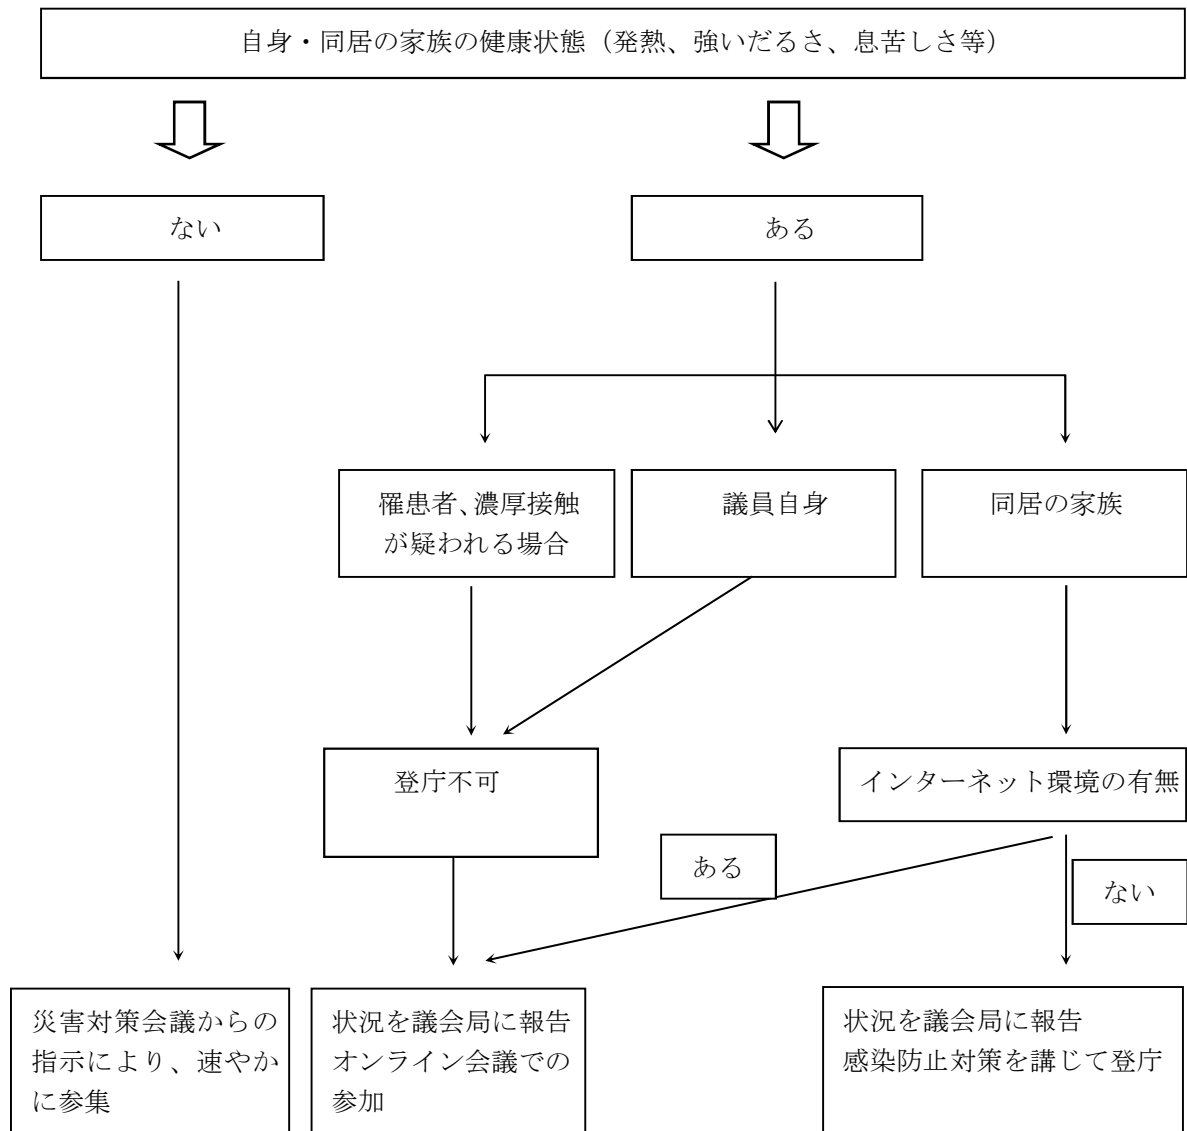 自身・同居の家族の健康状態（発熱、強いだるさ、息苦しさ等）
ない
ある
罹患者、濃厚接触
が疑われる場合
議員自身
同居の家族
登庁不可
インターネット環境の有無
ある
ない
災害対策会議からの
指示により、速やか
に参集
状況を議会局に報告
オンライン会議での
参加
状況を議会局に報告
感染防止対策を講じて登庁